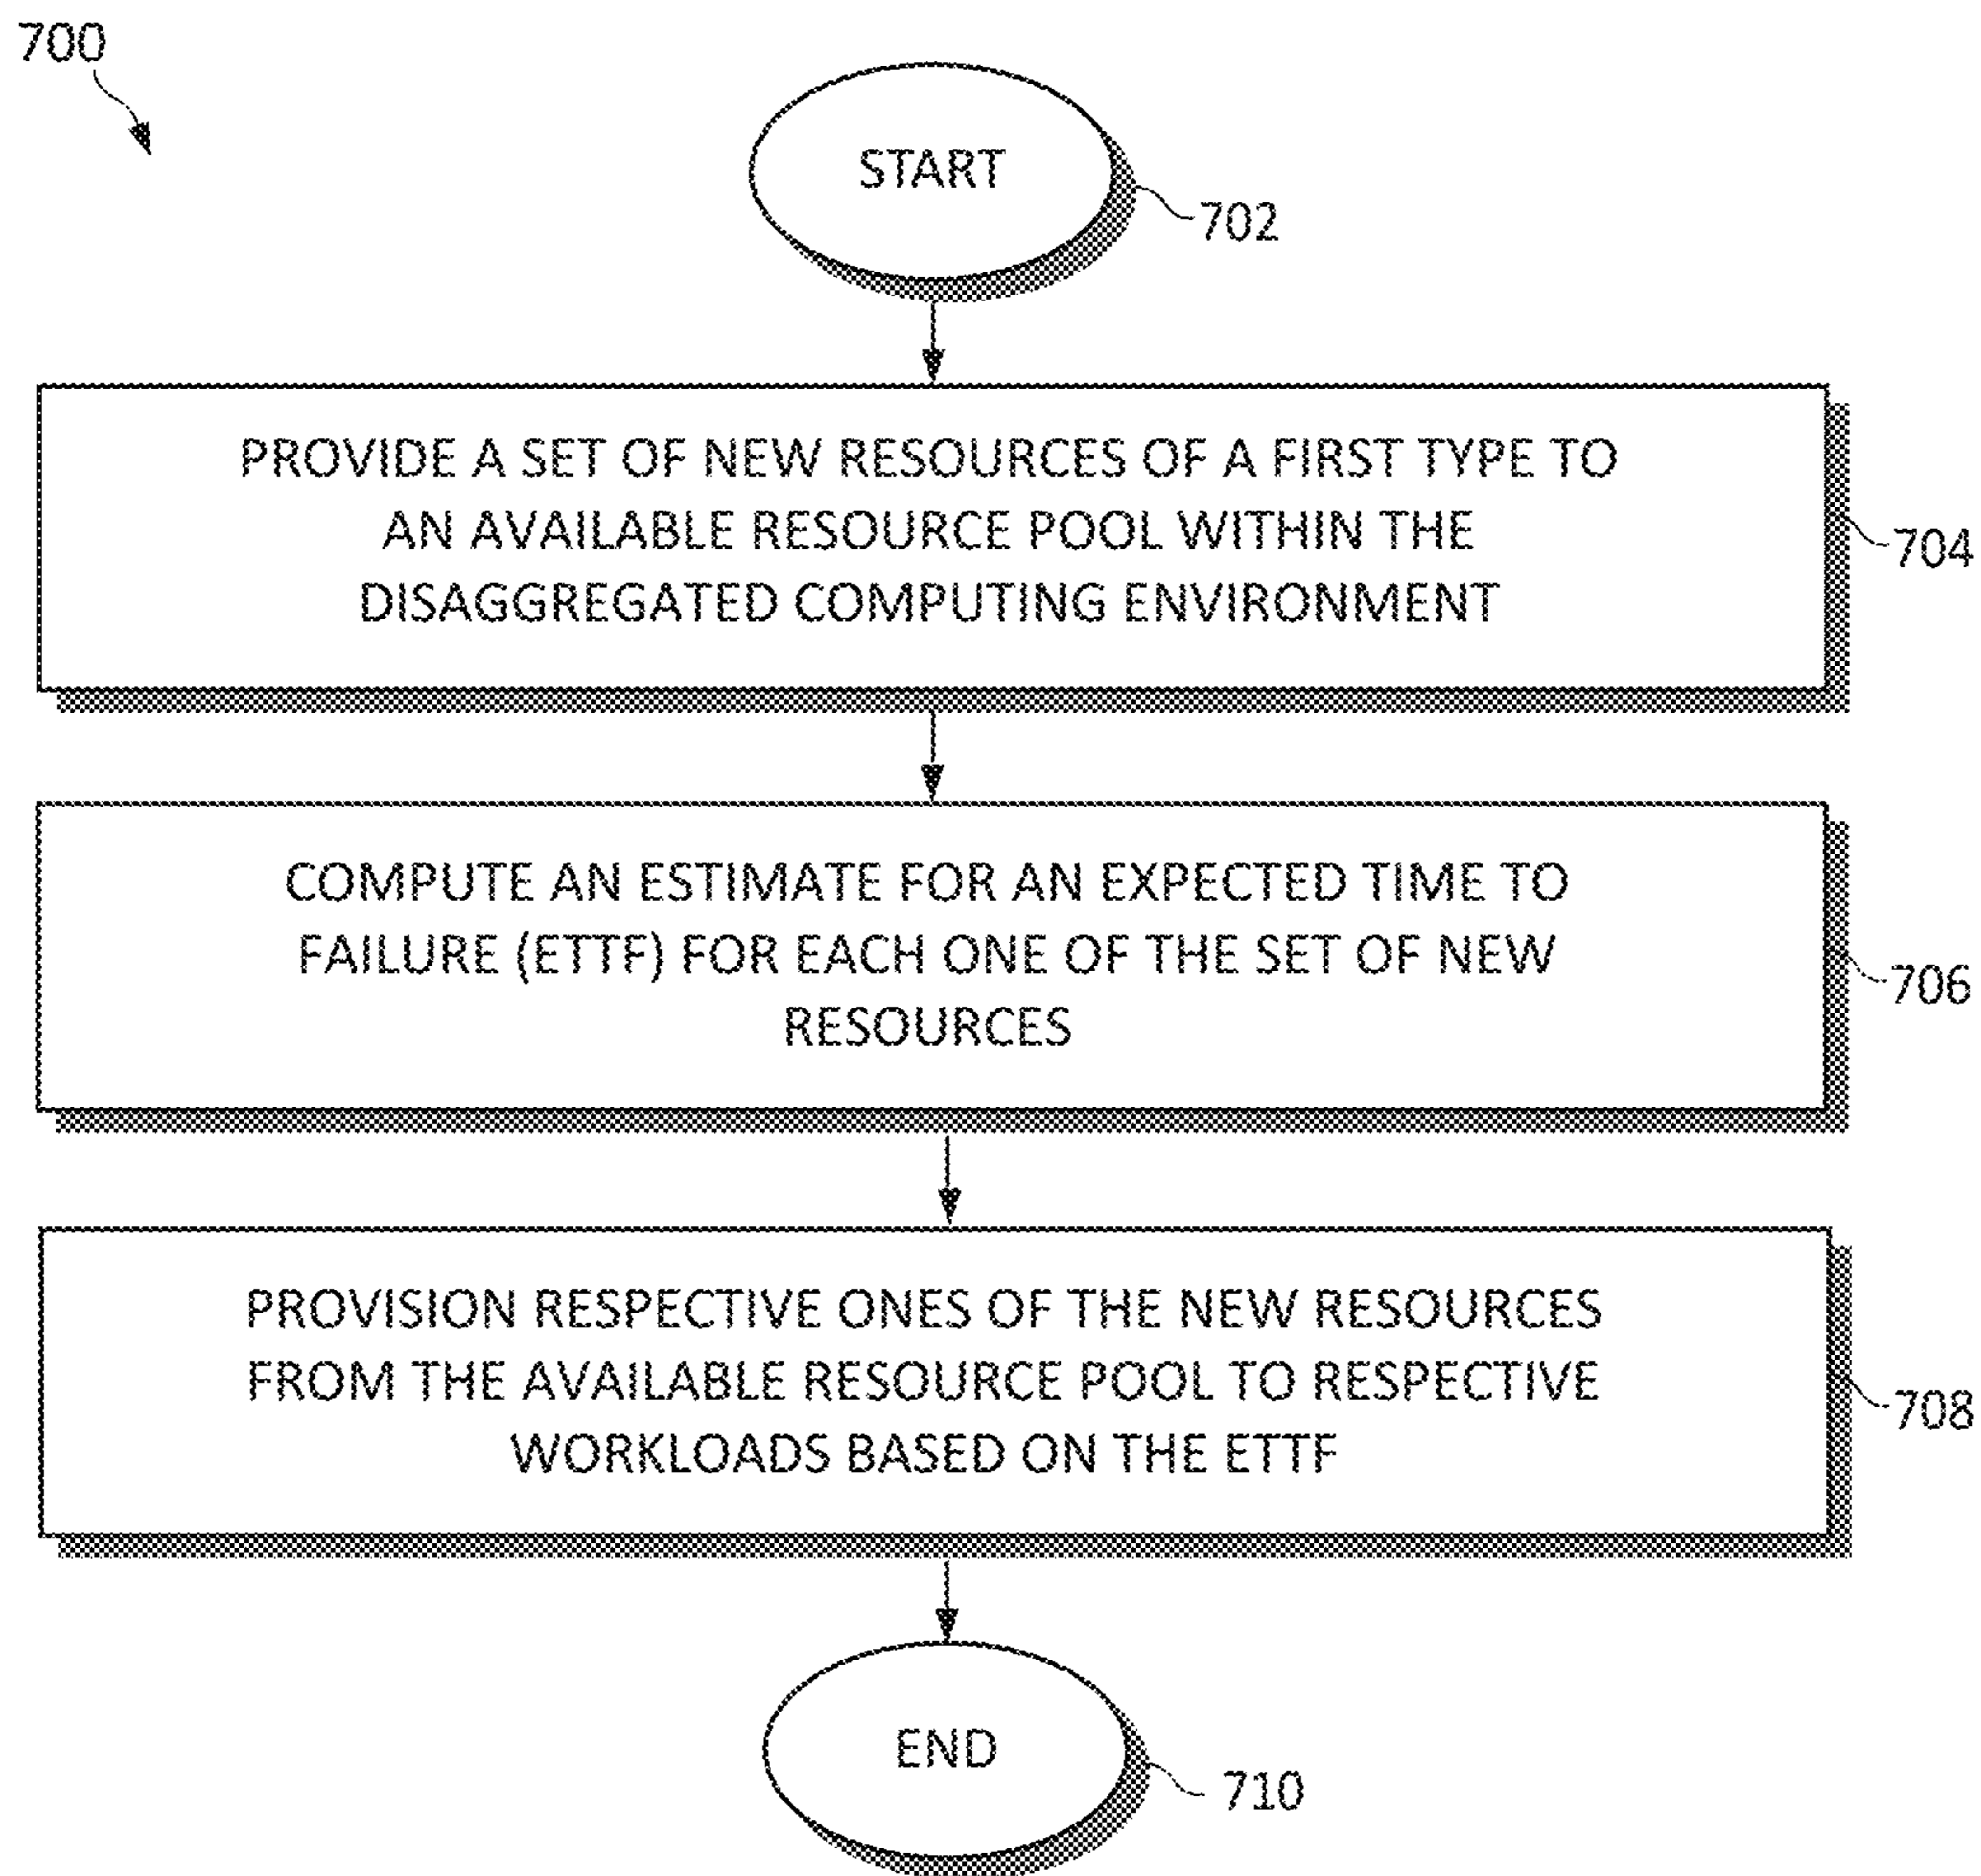 700
START
702
PROVIDE A SET OF NEW RESOURCES OF A FIRST TYPE TO
AN AVAILABLE RESOURCE POOL WITHIN THE
DISAGGREGATED COMPUTING ENVIRONMENT
704
COMPUTE AN ESTIMATE FOR AN EXPECTED TIME TO
FAILURE (ETTF) FOR EACH ONE OF THE SET OF NEW
RESOURCES
706
PROVISION RESPECTIVE ONES OF THE NEW RESOURCES
FROM THE AVAILABLE RESOURCE POOL TO RESPECTIVE
WORKLOADS BASED ON THE ETTF
708
END
710